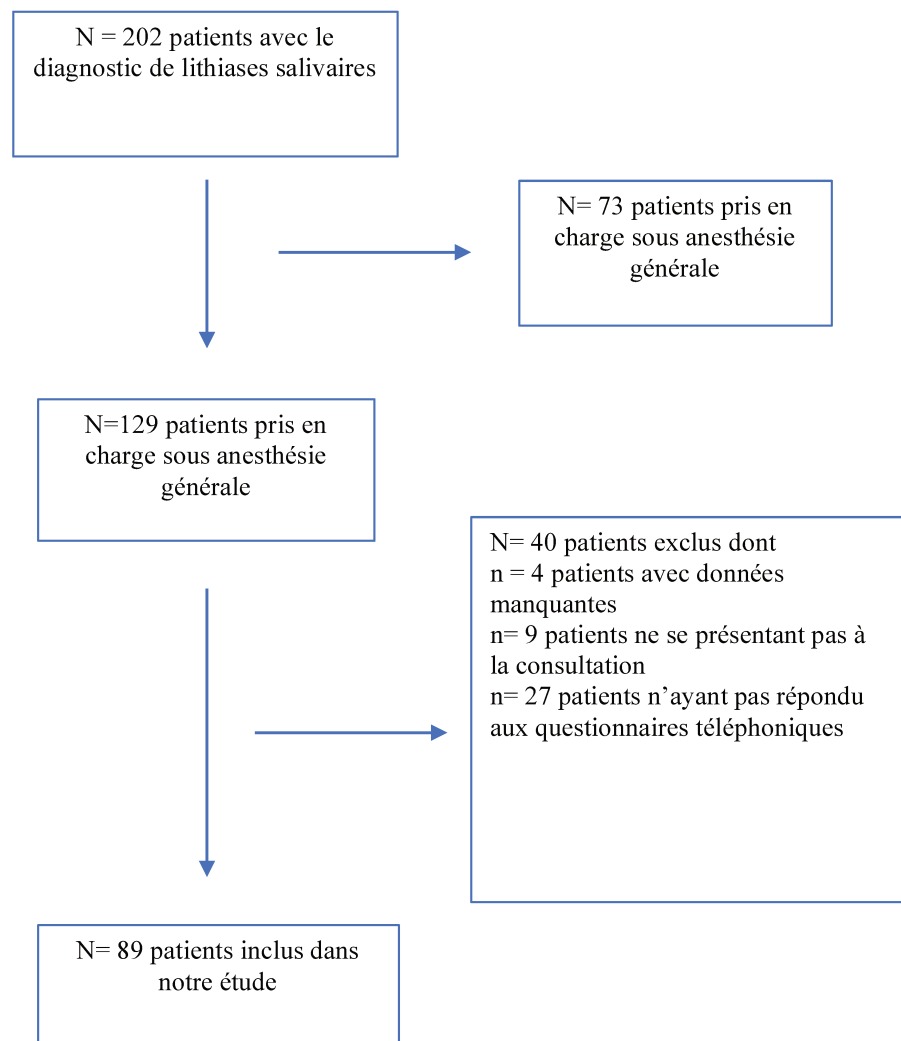 N = 202 patients avec le
diagnostic de lithiases salivaires
N= 73 patients pris en
charge sous anesthésie
générale
N=129 patients pris en
charge sous anesthésie
générale
N= 40 patients exclus dont
n = 4 patients avec données
manquantes
n= 9 patients ne se présentant pas à
la consultation
n= 27 patients n’ayant pas répondu
aux questionnaires téléphoniques
N= 89 patients inclus dans
notre étude